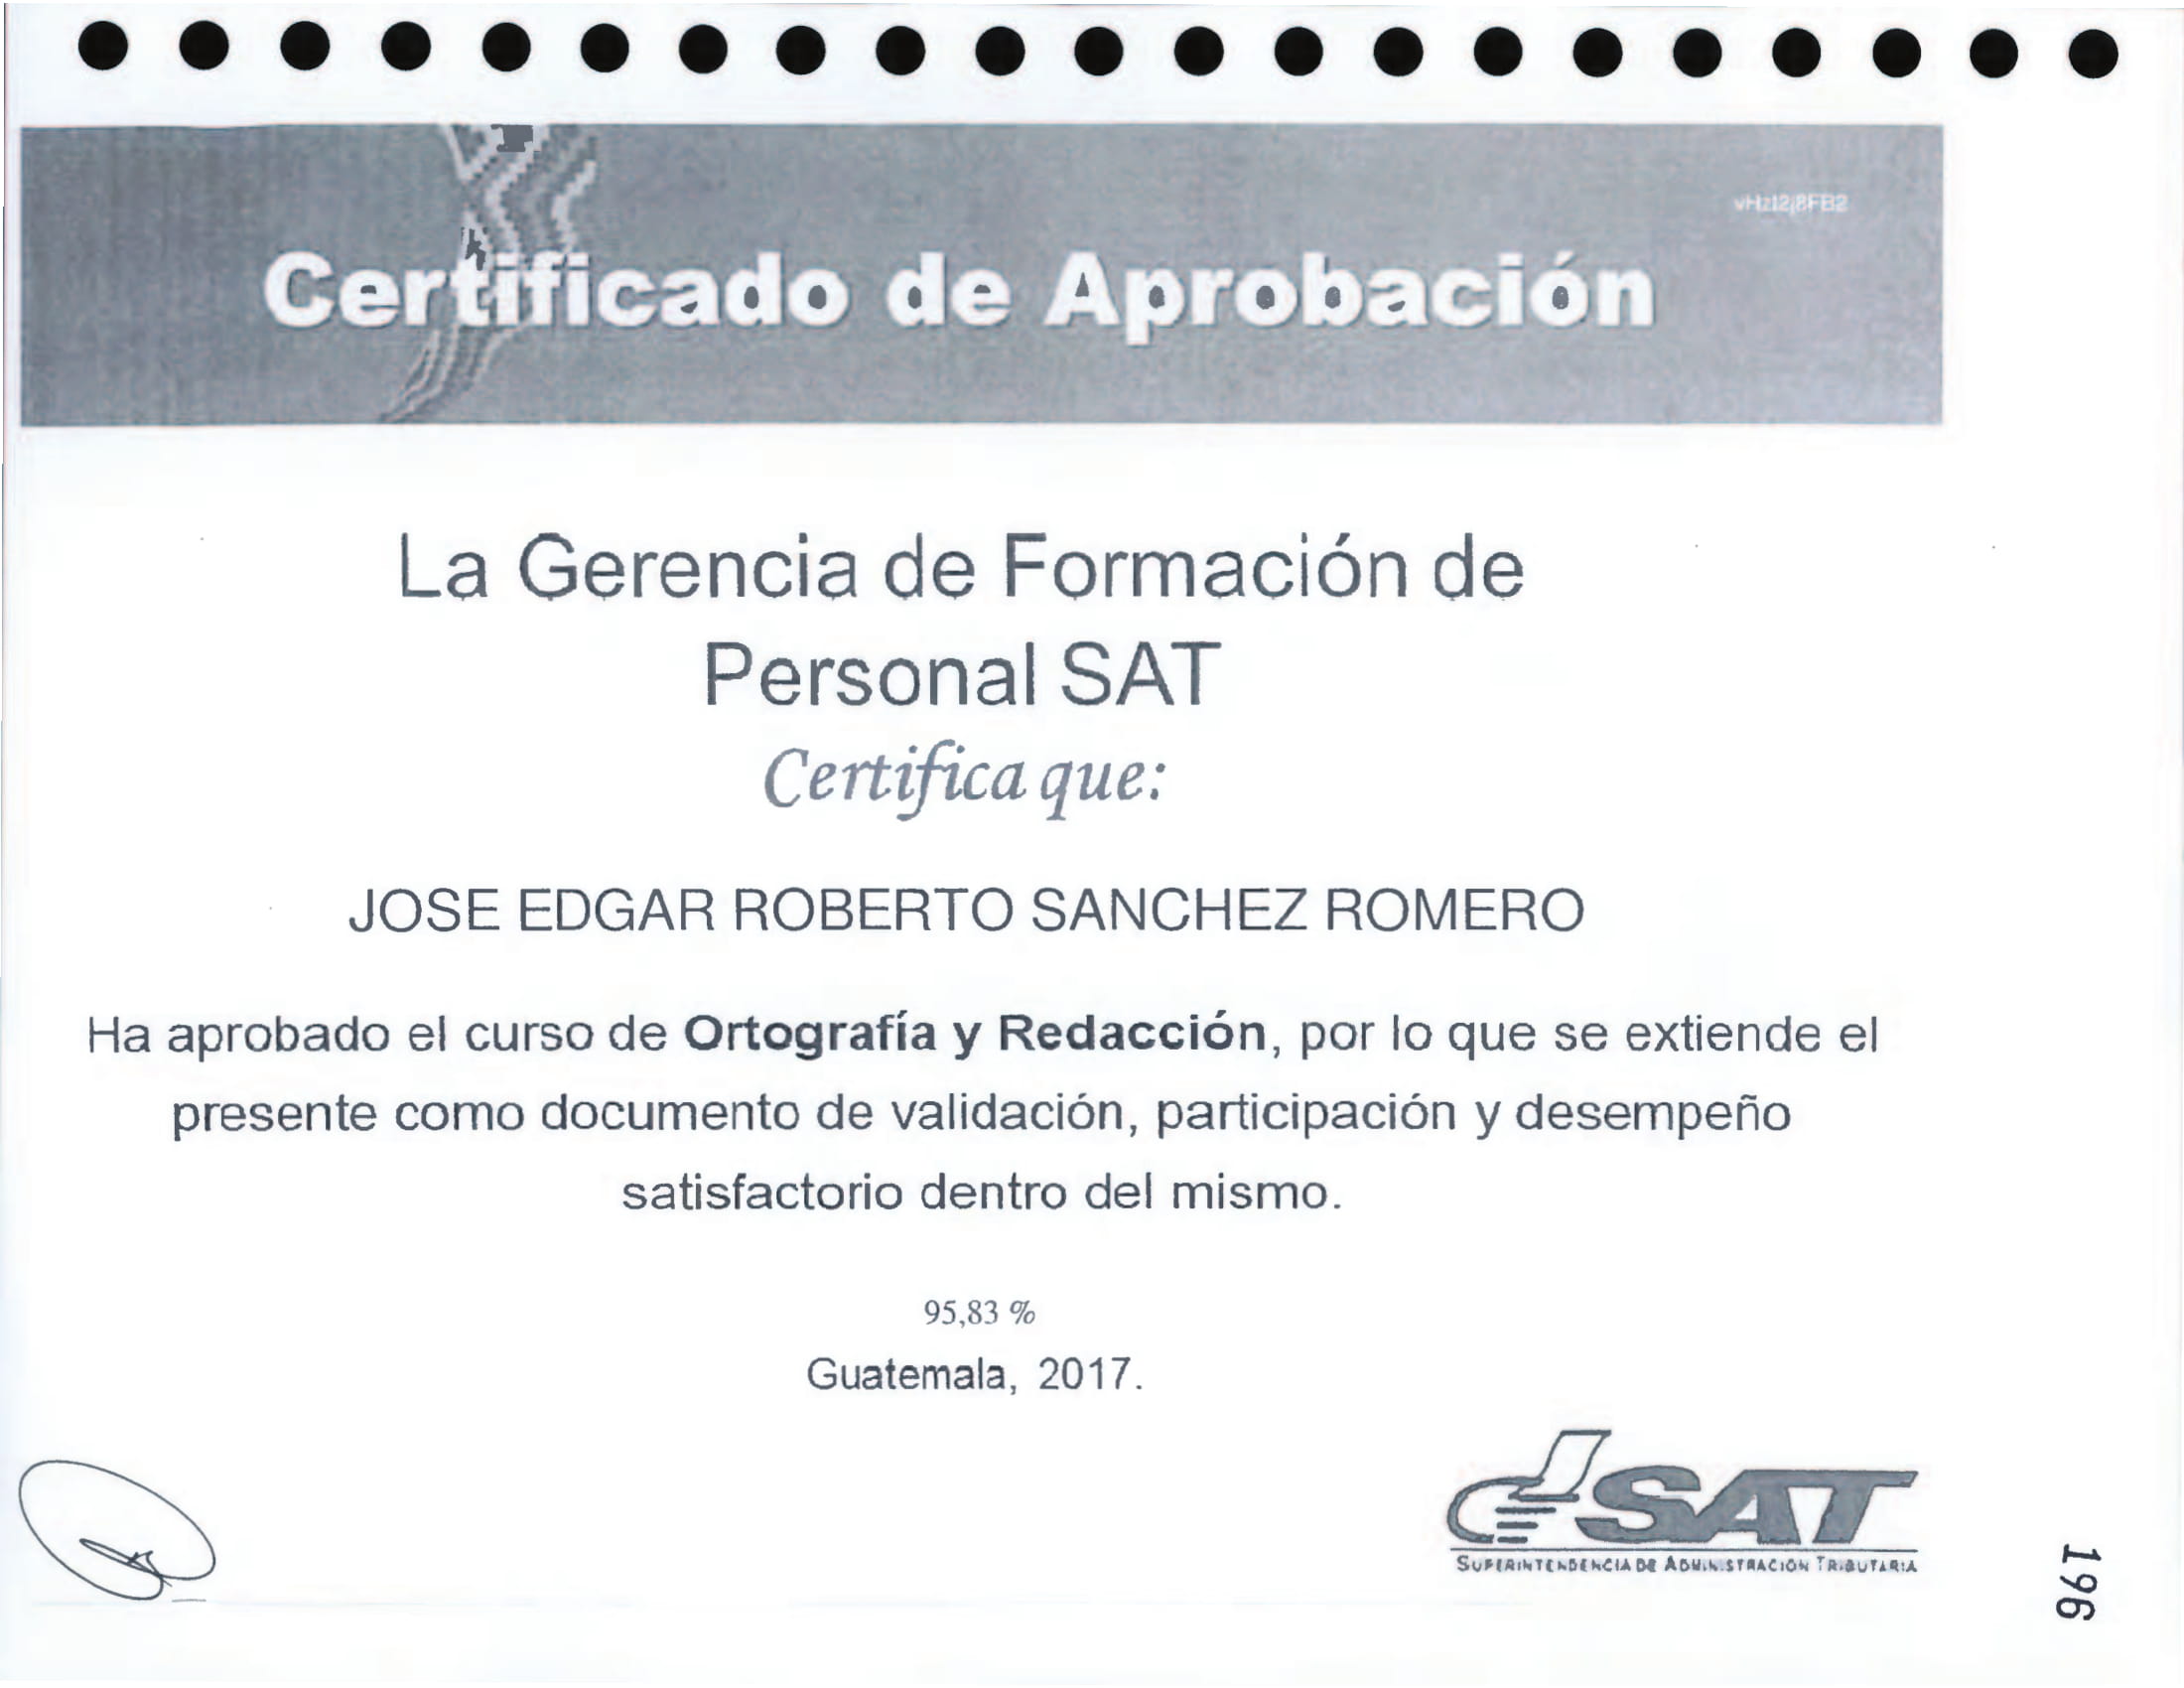 Certificado de Aprobación
La Gerencia de Formación de
Personal SAT
Certifica que:
JOSE EDGAR ROBERTO SANCHEZ ROMERO
Ha aprobado el curso de Ortografía y Redacción, por lo que se extiende el
presente como documento de validación, participación y desempeño
satisfactorio dentro del mismo.
95,83 %
Guatemala, 2017.
SAT
SUPERINTENDENCIA DE ADMINISTRACIÓN TRIBUTARIA
196